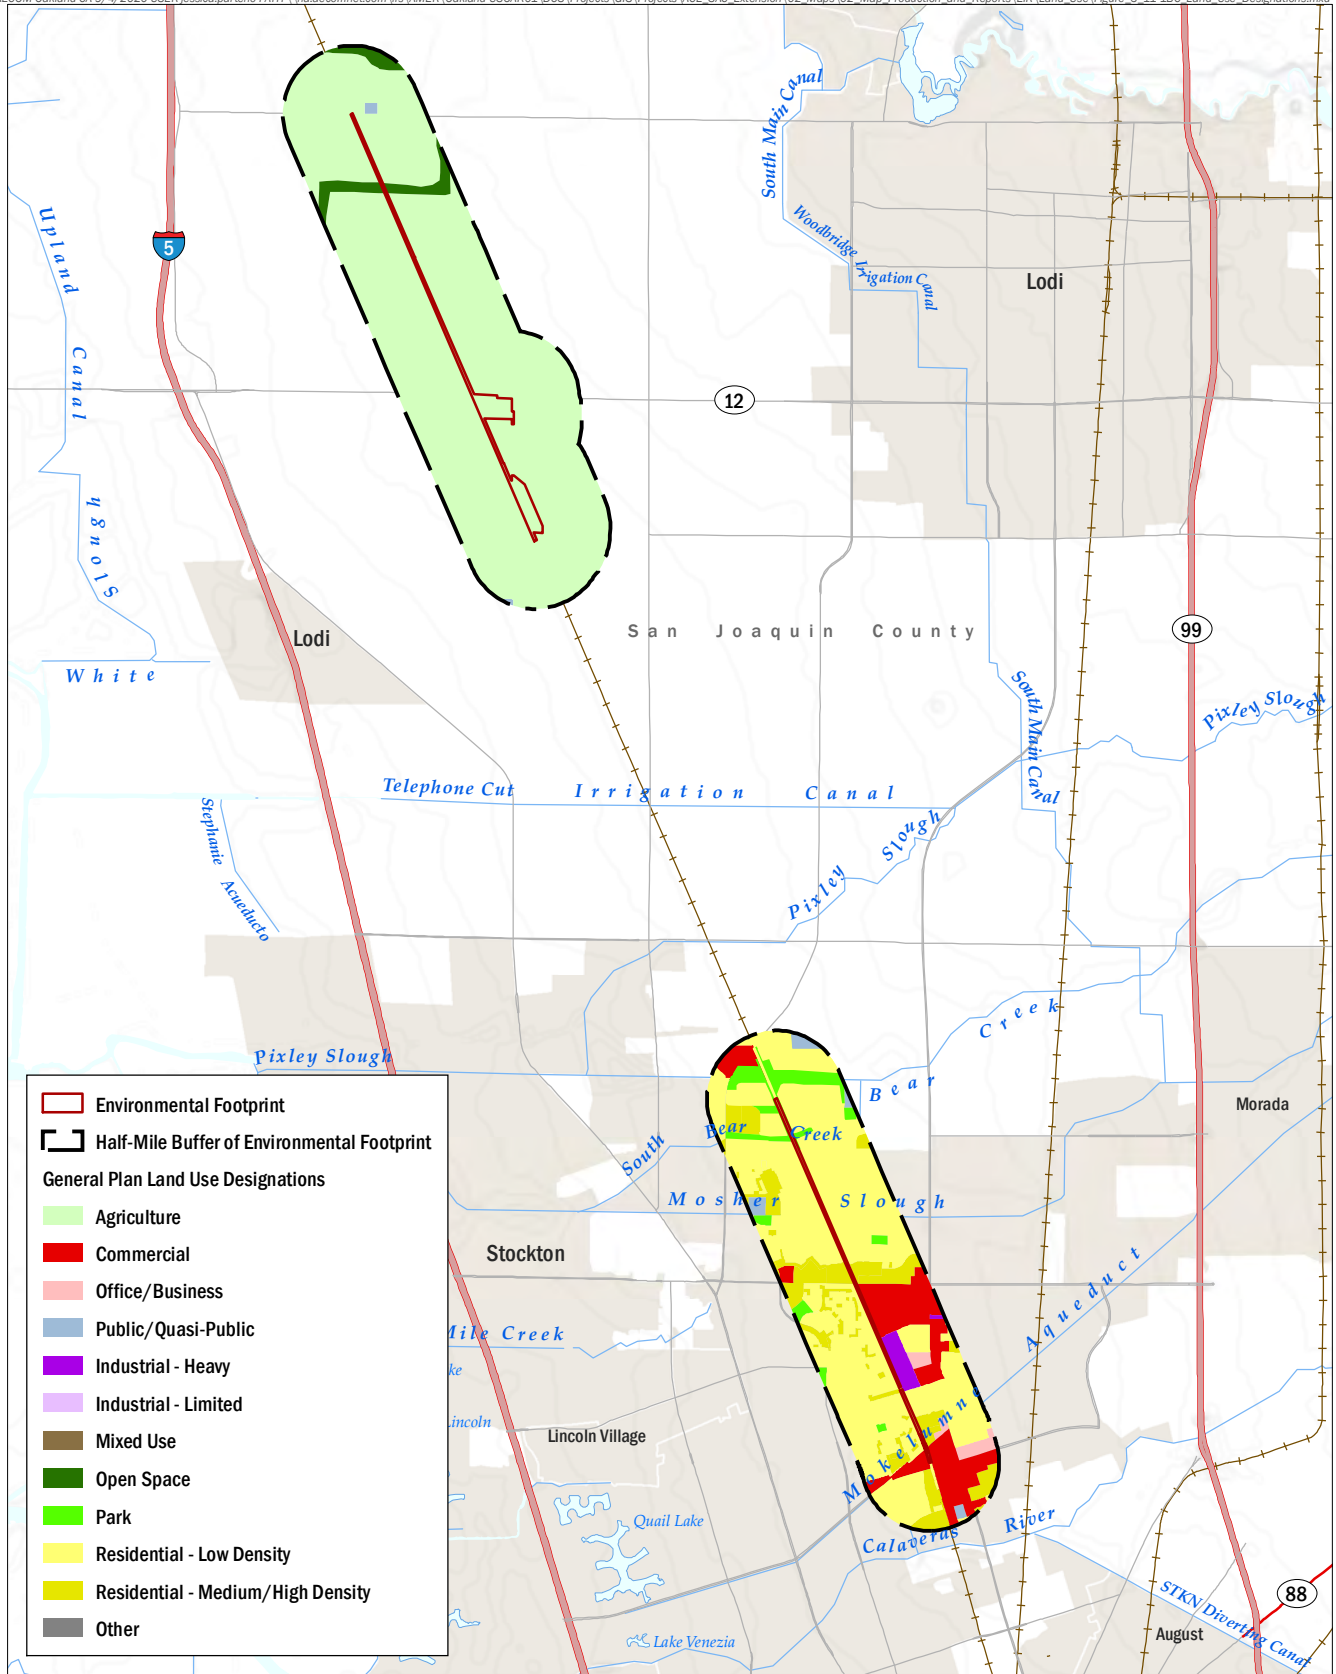 South Main Canal
Woodbridge Irrigation Canal
Upland
Canal
Slough
5
Lodi
12
San Joaquin County
99
Lodi
White
South Main Canal
Pixley Slough
Telephone Cut
Irrigation Canal
Stephanie Acueducto
Pixley Slough
Creek
Bear
Pixley Slough
Morada
South
Bear
Creek
Mosher Slough
Stockton
Aqueduct
Mile Creek
ke
Lincoln
Lincoln Village
Mokelumne
Quail Lake
Calaveras River
88
STKN Diverting Canal
August
Lake Venezia
Environmental Footprint
Half-Mile Buffer of Environmental Footprint
General Plan Land Use Designations
Agriculture
Commercial
Office/Business
Public/Quasi-Public
Industrial - Heavy
Industrial - Limited
Mixed Use
Open Space
Park
Residential - Low Density
Residential - Medium/High Density
Other